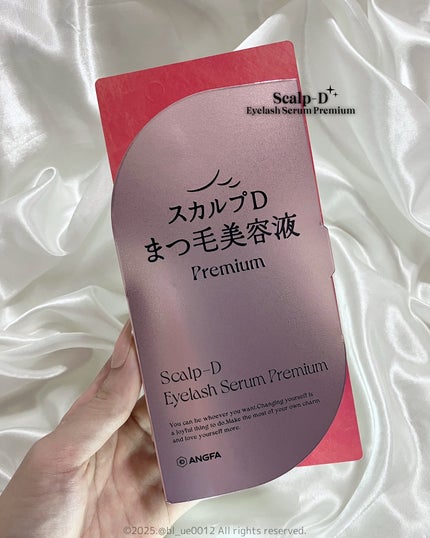 Scalp-D
Eyelash Serum Premium
スカルプD
まつ毛美容液
Premium
Scalp-D
Eyelash Serum Premium
You can be whoever you want.Changing yourself is
a joyful thing to do.Make the most of your own charm
and love yourself more.
ANGFA
©2025.@bl_ue0012 All rights reserved.